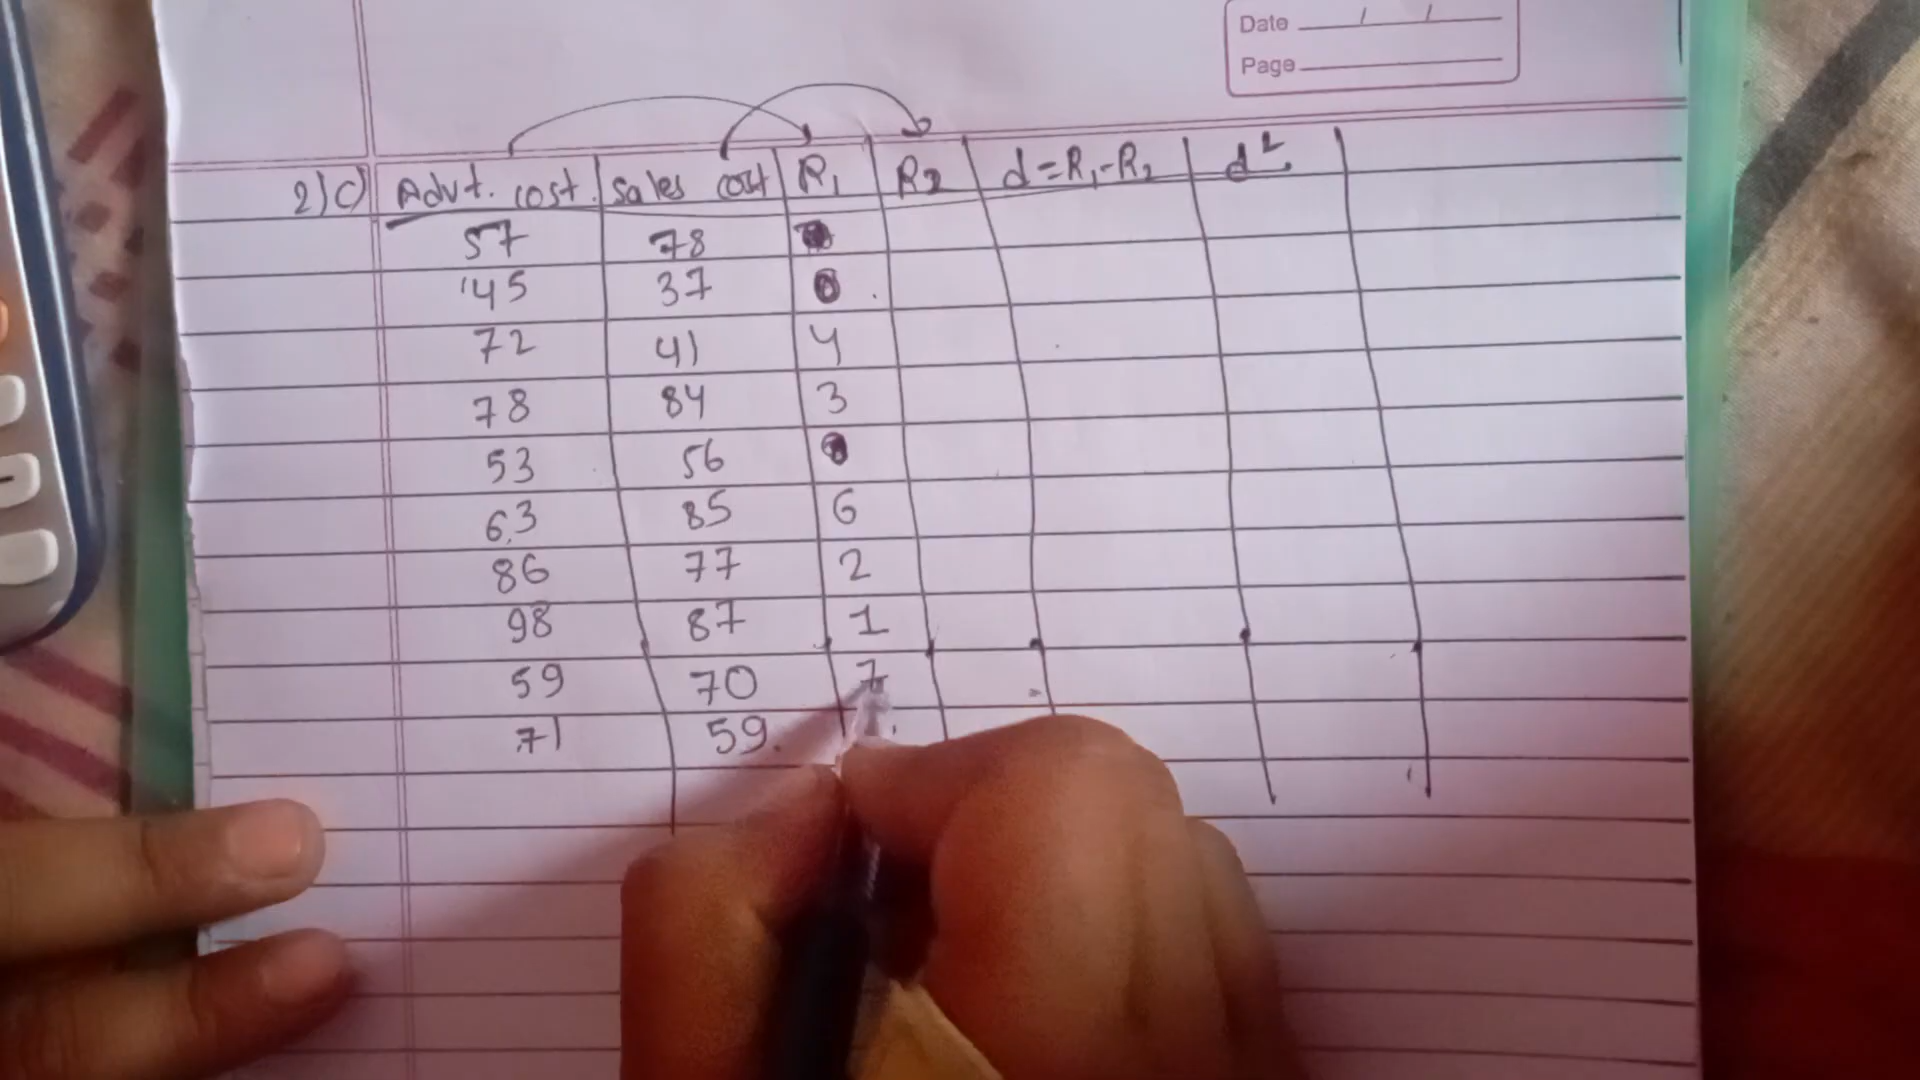 Date / /
Page
2)C) Advt. cost. Sales cost R1 R2 d=R1-R2 d².
57 78
45 37
72 41 4
78 84 3
53 56
63 85 6
86 77 2
98 87 1
59 70 7
71 59.